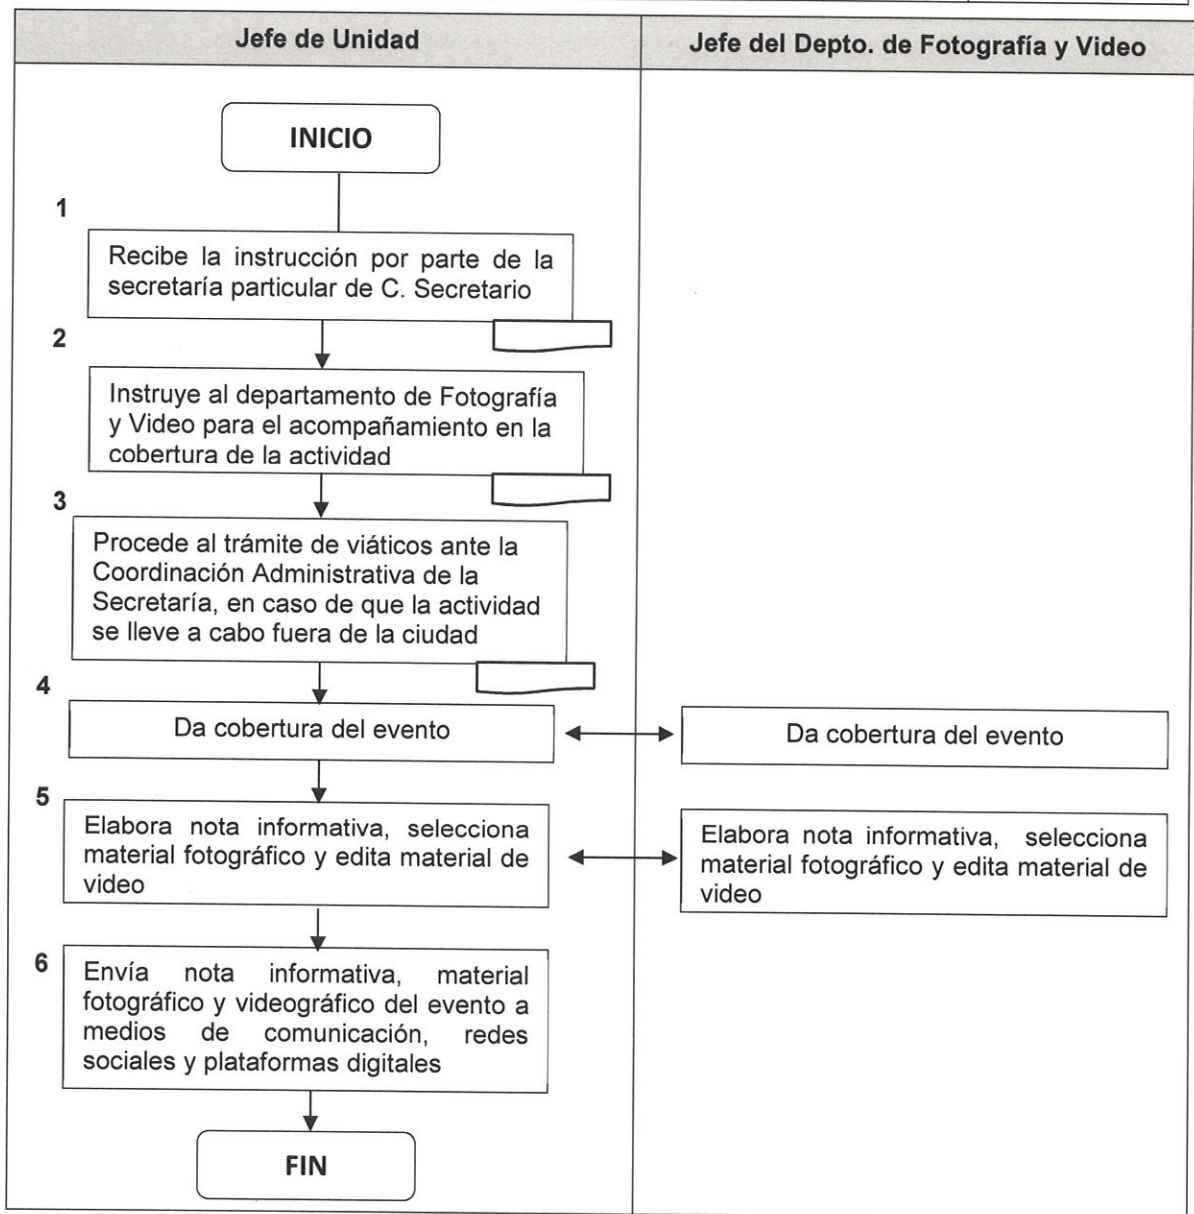 Jefe de Unidad
Jefe del Depto. de Fotografía y Video
INICIO
1
Recibe la instrucción por parte de la
secretaría particular de C. Secretario
2
Instruye al departamento de Fotografía
y Video para el acompañamiento en la
cobertura de la actividad
3
Procede al trámite de viáticos ante la
Coordinación Administrativa de la
Secretaría, en caso de que la actividad
se lleve a cabo fuera de la ciudad
4
Da cobertura del evento
Da cobertura del evento
5
Elabora nota informativa, selecciona
material fotográfico y edita material de
video
Elabora nota informativa, selecciona
material fotográfico y edita material de
video
6
Envía nota informativa, material
fotográfico y videográfico del evento a
medios de comunicación, redes
sociales y plataformas digitales
FIN